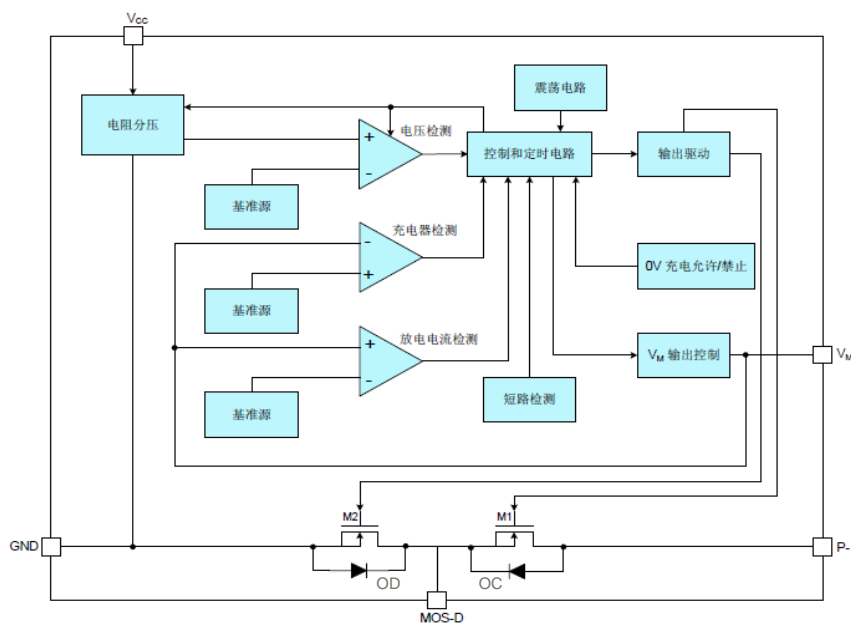 Vcc
震荡电路
电阻分压
+
电压检测
控制和定时电路
输出驱动
-
基准源
充电器检测
-
0V 充电允许/禁止
+
基准源
放电电流检测
+
VM 输出控制
VM
-
基准源
短路检测
M2
M1
GND
P-
OD
OC
MOS-D